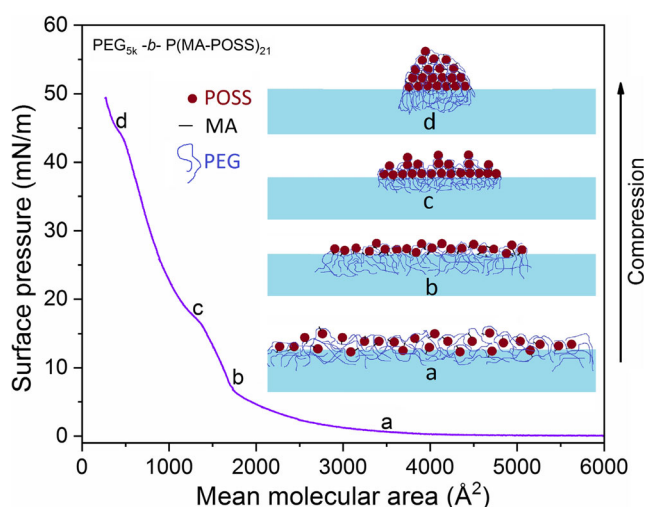 60
50
40
30
20
10
0
Surface pressure (mN/m)
PEG5k -b- P(MA-POSS)21
POSS
MA
PEG
d
c
b
a
d
c
b
a
Compression
0 1000 2000 3000 4000 5000 6000
Mean molecular area (Å²)